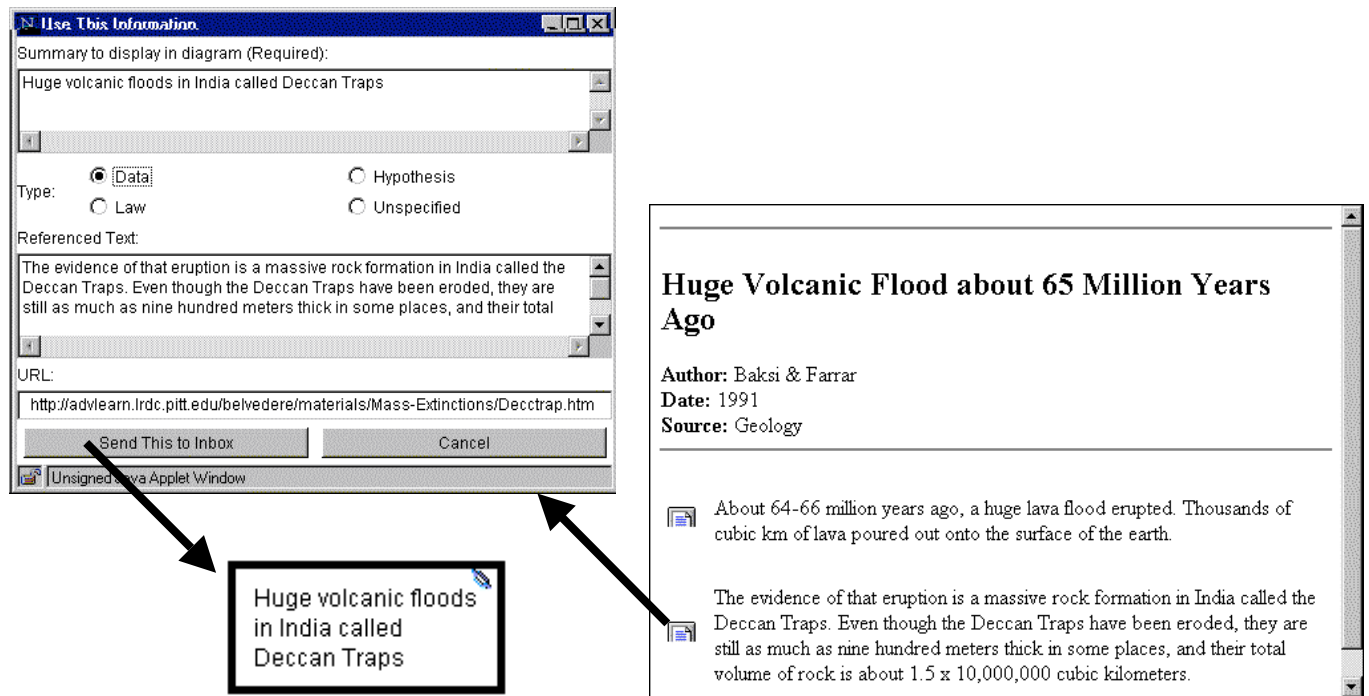 Use This Information
Summary to display in diagram (Required):
Huge volcanic floods in India called Deccan Traps
Type:
Data
Hypothesis
Law
Unspecified
Referenced Text:
The evidence of that eruption is a massive rock formation in India called the
Deccan Traps. Even though the Deccan Traps have been eroded, they are
still as much as nine hundred meters thick in some places, and their total
URL:
http://advlearn.lrdc.pitt.edu/belvedere/materials/Mass-Extinctions/Decctrap.htm
Send This to Inbox
Cancel
Unsigned Java Applet Window
Huge volcanic floods
in India called
Deccan Traps
Huge Volcanic Flood about 65 Million Years
Ago
Author: Baksi & Farrar
Date: 1991
Source: Geology
About 64-66 million years ago, a huge lava flood erupted. Thousands of
cubic km of lava poured out onto the surface of the earth.
The evidence of that eruption is a massive rock formation in India called the
Deccan Traps. Even though the Deccan Traps have been eroded, they are
still as much as nine hundred meters thick in some places, and their total
volume of rock is about 1.5 x 10,000,000 cubic kilometers.